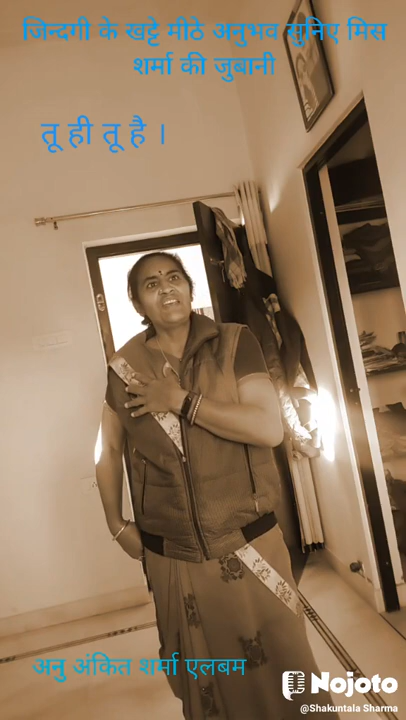 जिन्दगी के खट्टे मीठे अनुभव सुनिए मिस
शर्मा की जुबानी
तू ही तू है ।
अनु अंकित शर्मा एलबम
Nojoto
@Shakuntala Sharma